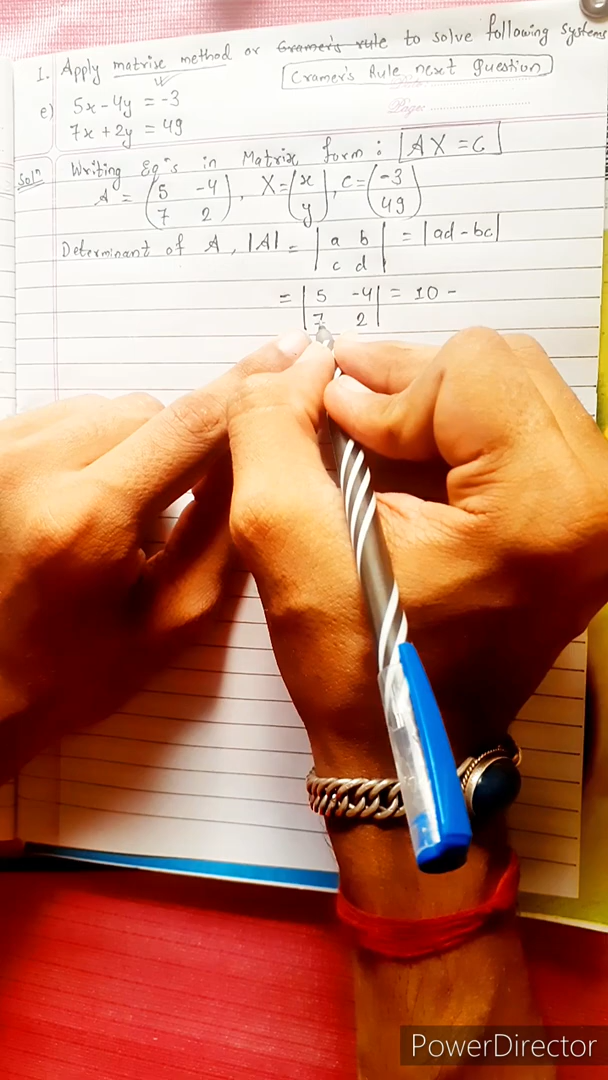 1. Apply matrix method or Cramer's rule to solve following systems
Cramer's Rule next question
e) 5x - 4y = -3
7x + 2y = 49
Page: ..............................
Solⁿ Writing Eqⁿs in Matrix form : AX = C
A = (5 -4 7 2), X = (x y), C = (-3 49)
Determinant of A, |A| = |a b c d| = |ad - bc|
= |5 -4 7 2| = 10 -
PowerDirector